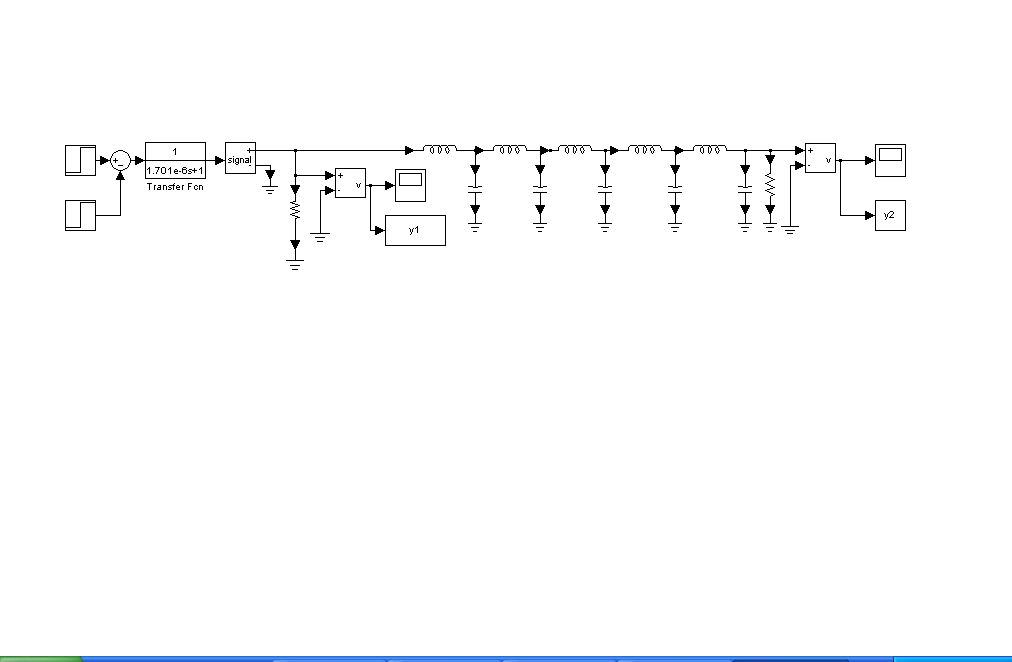 +
-
1
1.701e-6s+1
Transfer Fcn
signal
+
-
+
-
v
y1
+
-
v
y2